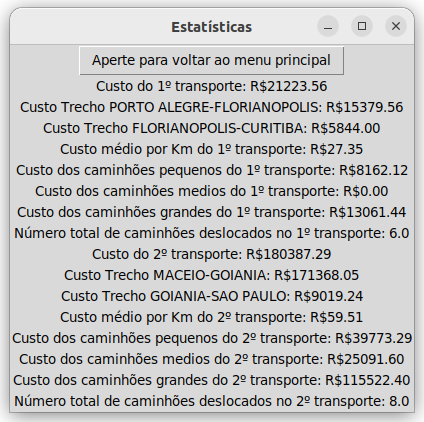 Estatísticas
Aperte para voltar ao menu principal
Custo do 1º transporte: R$21223.56
Custo Trecho PORTO ALEGRE-FLORIANOPOLIS: R$15379.56
Custo Trecho FLORIANOPOLIS-CURITIBA: R$5844.00
Custo médio por Km do 1º transporte: R$27.35
Custo dos caminhões pequenos do 1º transporte: R$8162.12
Custo dos caminhões medios do 1º transporte: R$0.00
Custo dos caminhões grandes do 1º transporte: R$13061.44
Número total de caminhões deslocados no 1º transporte: 6.0
Custo do 2º transporte: R$180387.29
Custo Trecho MACEIO-GOIANIA: R$171368.05
Custo Trecho GOIANIA-SAO PAULO: R$9019.24
Custo médio por Km do 2º transporte: R$59.51
Custo dos caminhões pequenos do 2º transporte: R$39773.29
Custo dos caminhões medios do 2º transporte: R$25091.60
Custo dos caminhões grandes do 2º transporte: R$115522.40
Número total de caminhões deslocados no 2º transporte: 8.0